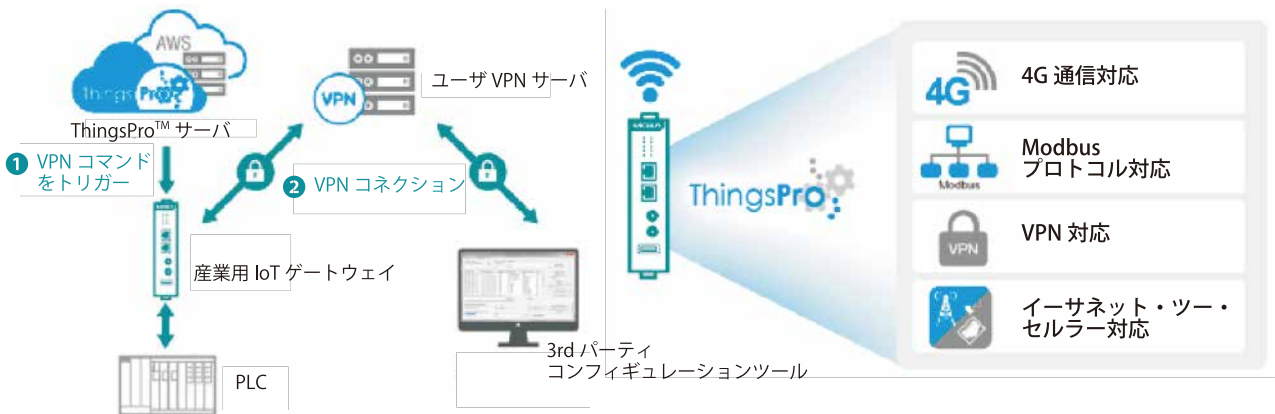 AWS
ThingsPro
ThingsPro™ サーバ
VPN
ユーザ VPN サーバ
❶ VPN コマンド
をトリガー
❷ VPN コネクション
産業用 IoT ゲートウェイ
PLC
3rd パーティ
コンフィギュレーションツール
MOXA
ThingsPro
4G
4G 通信対応
Modbus
Modbus
プロトコル対応
VPN
VPN 対応
イーサネット・ツー・
セルラー対応